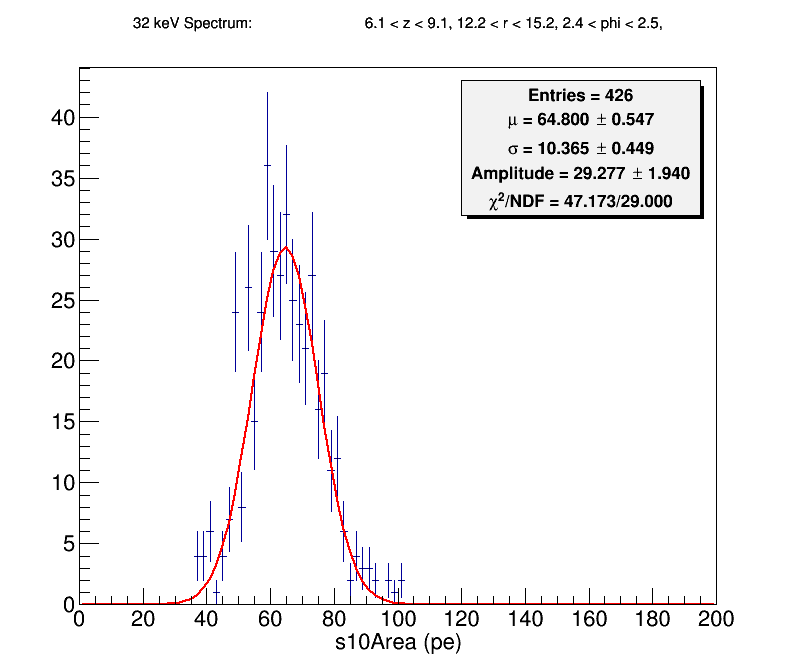 32 keV Spectrum: 6.1 < z < 9.1, 12.2 < r < 15.2, 2.4 < phi < 2.5,
Entries = 426
μ = 64.800 ± 0.547
σ = 10.365 ± 0.449
Amplitude = 29.277 ± 1.940
χ²/NDF = 47.173/29.000
40
35
30
25
20
15
10
5
0
0 20 40 60 80 100 120 140 160 180 200
s10Area (pe)